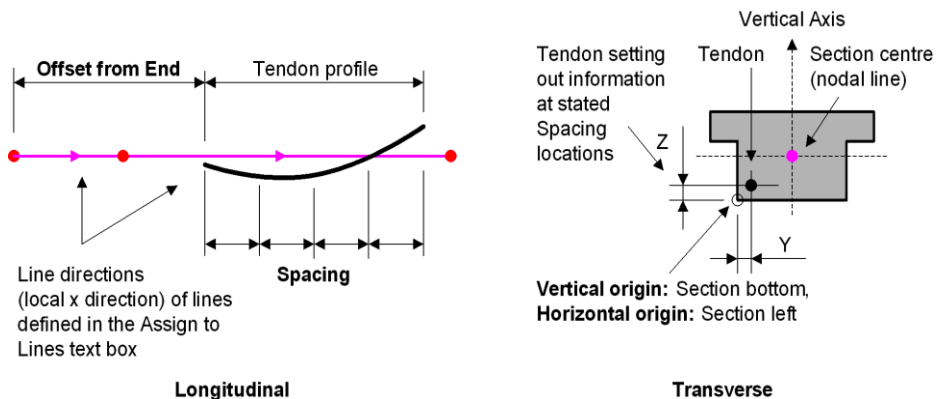 Offset from End
Tendon profile
Line directions
(local x direction) of lines
defined in the Assign to
Lines text box
Spacing
Longitudinal
Vertical Axis
Tendon setting
out information
at stated
Spacing
locations
Tendon
Section centre
(nodal line)
Z
Y
Vertical origin: Section bottom,
Horizontal origin: Section left
Transverse